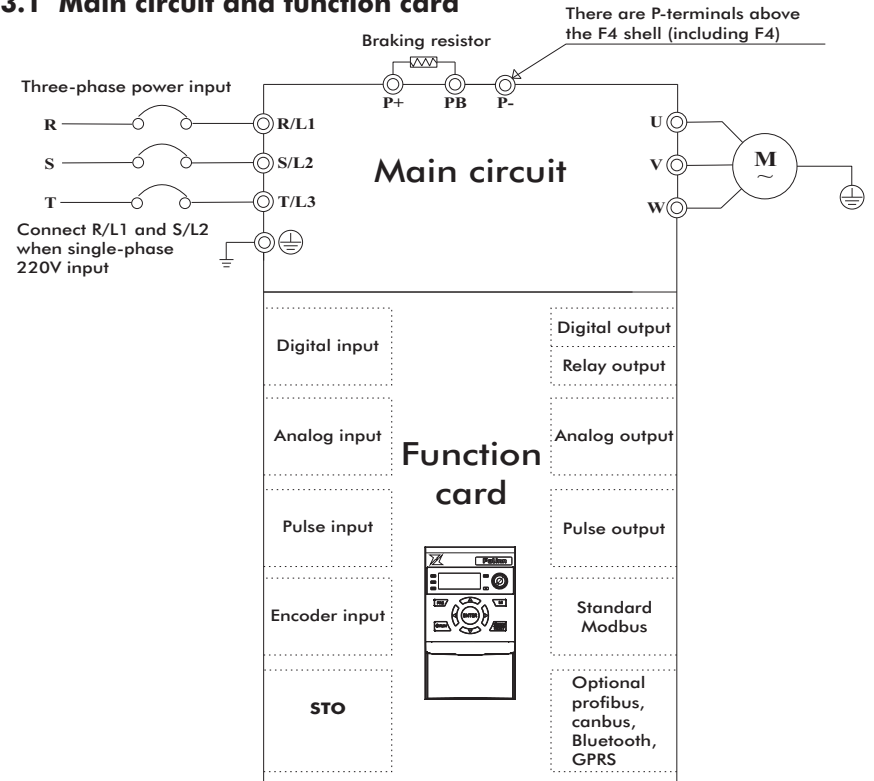 3.1 Main circuit and function card
There are P-terminals above
the F4 shell (including F4)
Braking resistor
Three-phase power input
P+
PB
P-
R
R/L1
S
S/L2
T
T/L3
Connect R/L1 and S/L2
when single-phase
220V input
Main circuit
U
V
W
M
~
Digital input
Digital output
Relay output
Analog input
Analog output
Function
card
Pulse input
Pulse output
Encoder input
ENTER
Standard
Modbus
STO
Optional
profibus,
canbus,
Bluetooth,
GPRS